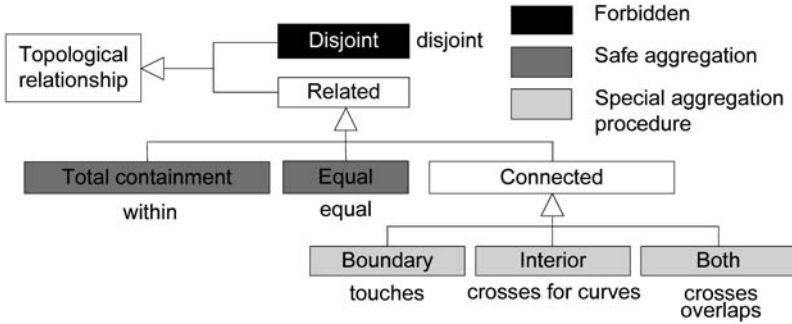 Topological
relationship
Disjoint
disjoint
Related
Forbidden
Safe aggregation
Special aggregation
procedure
Total containment
within
Equal
equal
Connected
Boundary
touches
Interior
crosses for curves
Both
crosses
overlaps